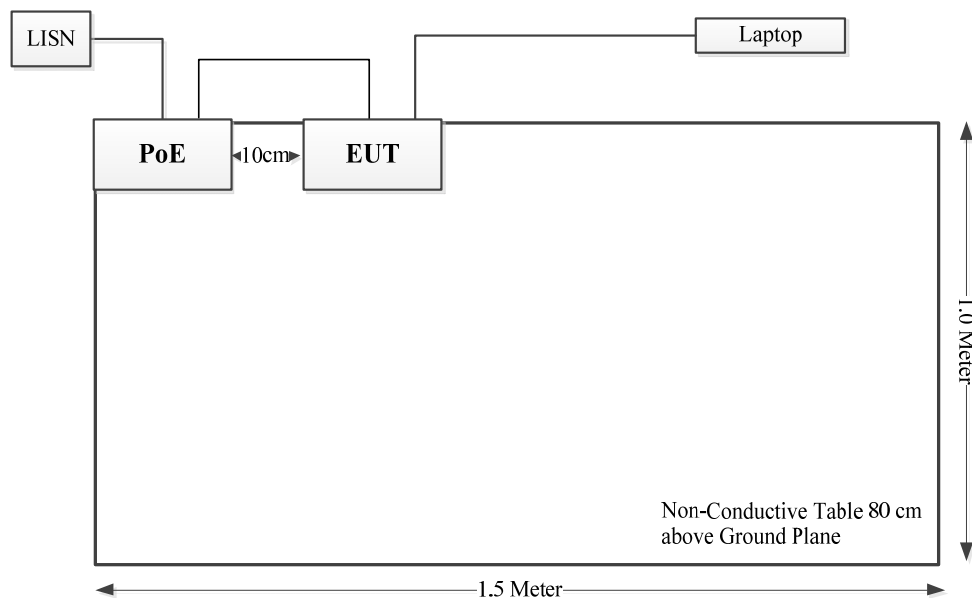 LISN
Laptop
PoE
10cm
EUT
1.0 Meter
Non-Conductive Table 80 cm
above Ground Plane
1.5 Meter